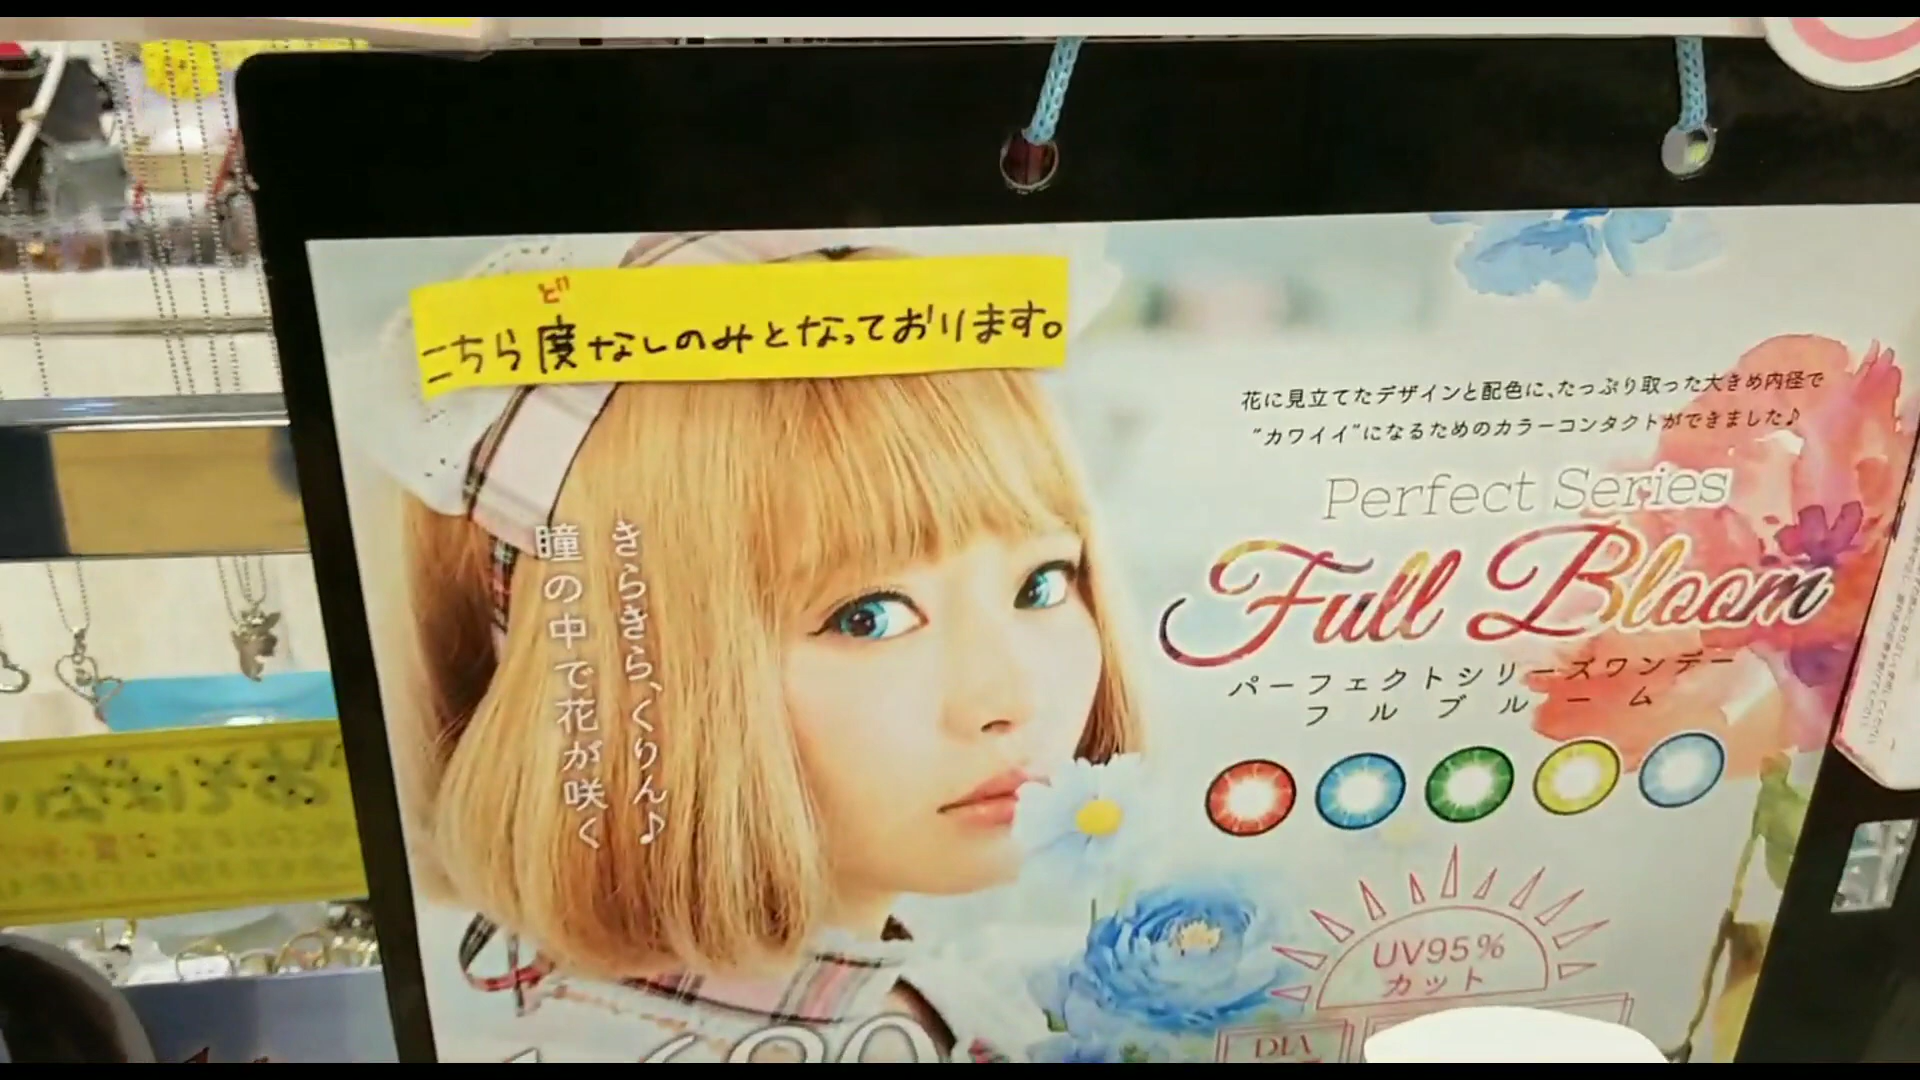 ど
こちら度なしのみとなっております。
花に見立てたデザインと配色に、たっぷり取った大きめ内径で
"カワイイ"になるためのカラーコンタクトができました♪
Perfect Series
Full Bloom
パーフェクトシリーズワンデー
フルブルーム
きらきら、くりん♪
瞳の中で花が咲く
UV95%
カット
DIA